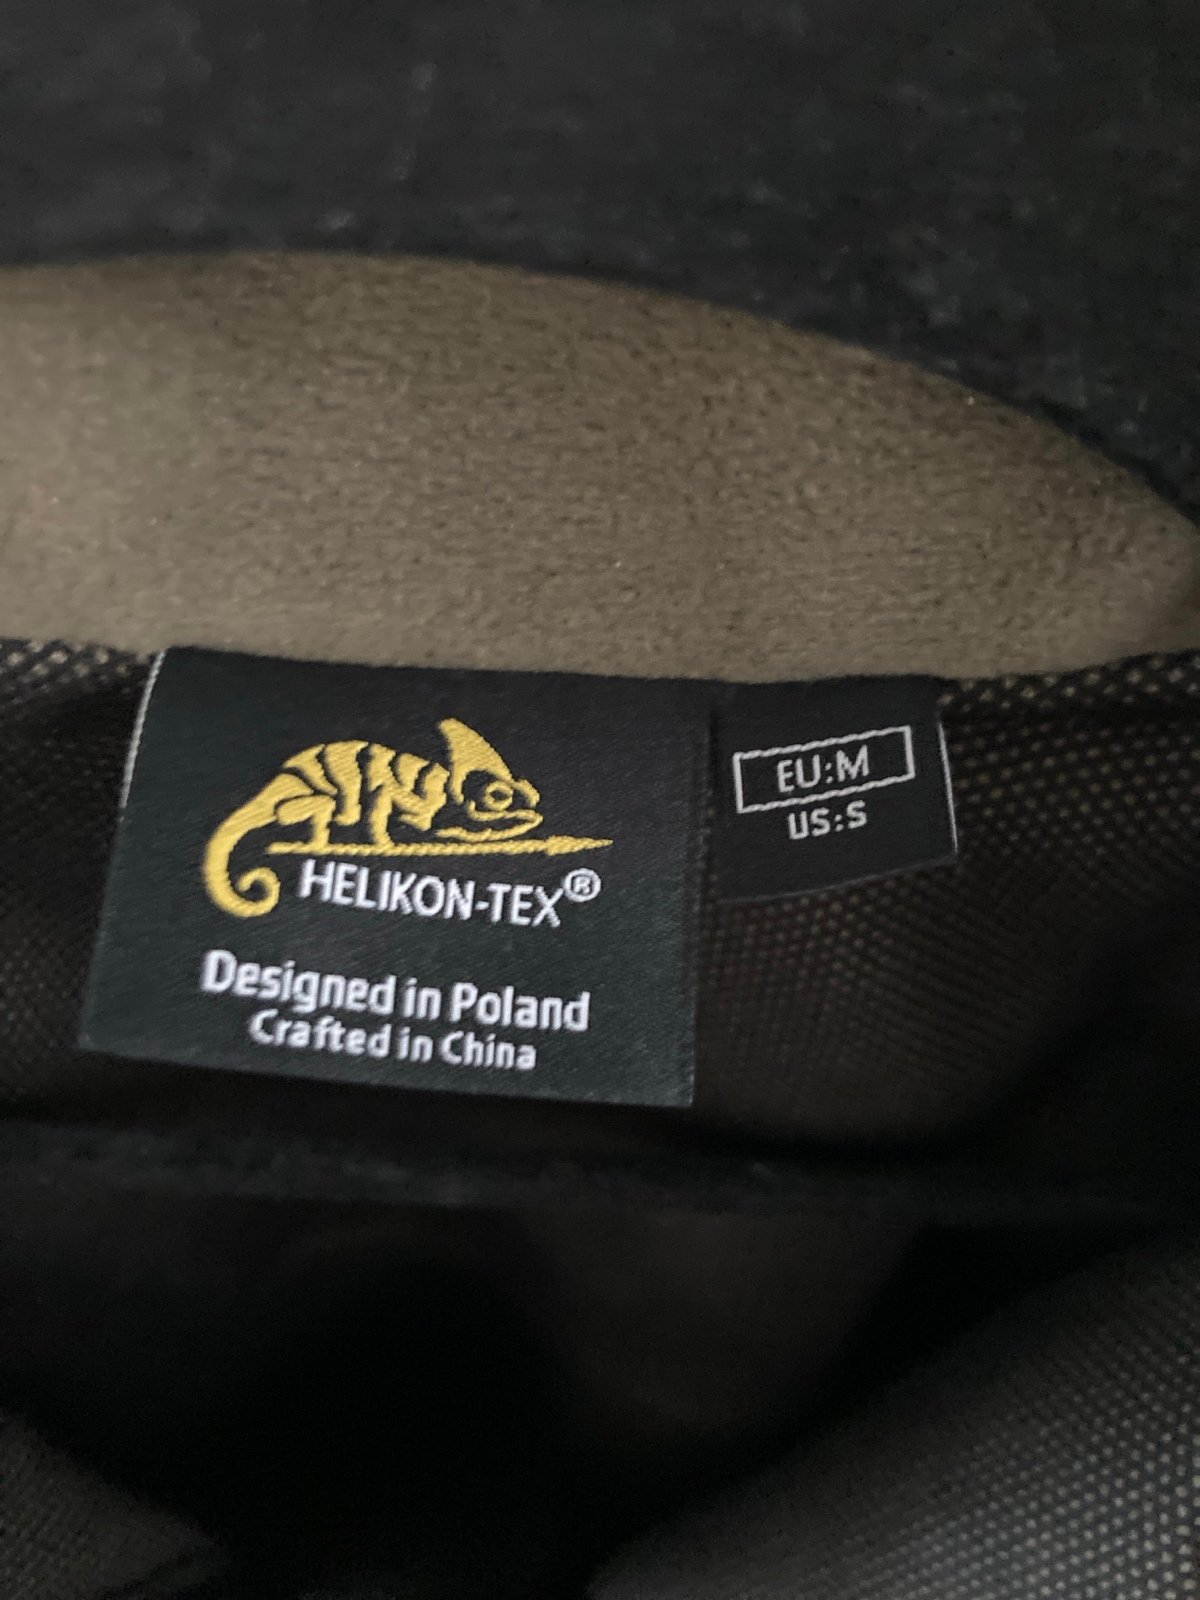 HELIKON-TEX®
Designed in Poland
Crafted in China
EU:M
US:S